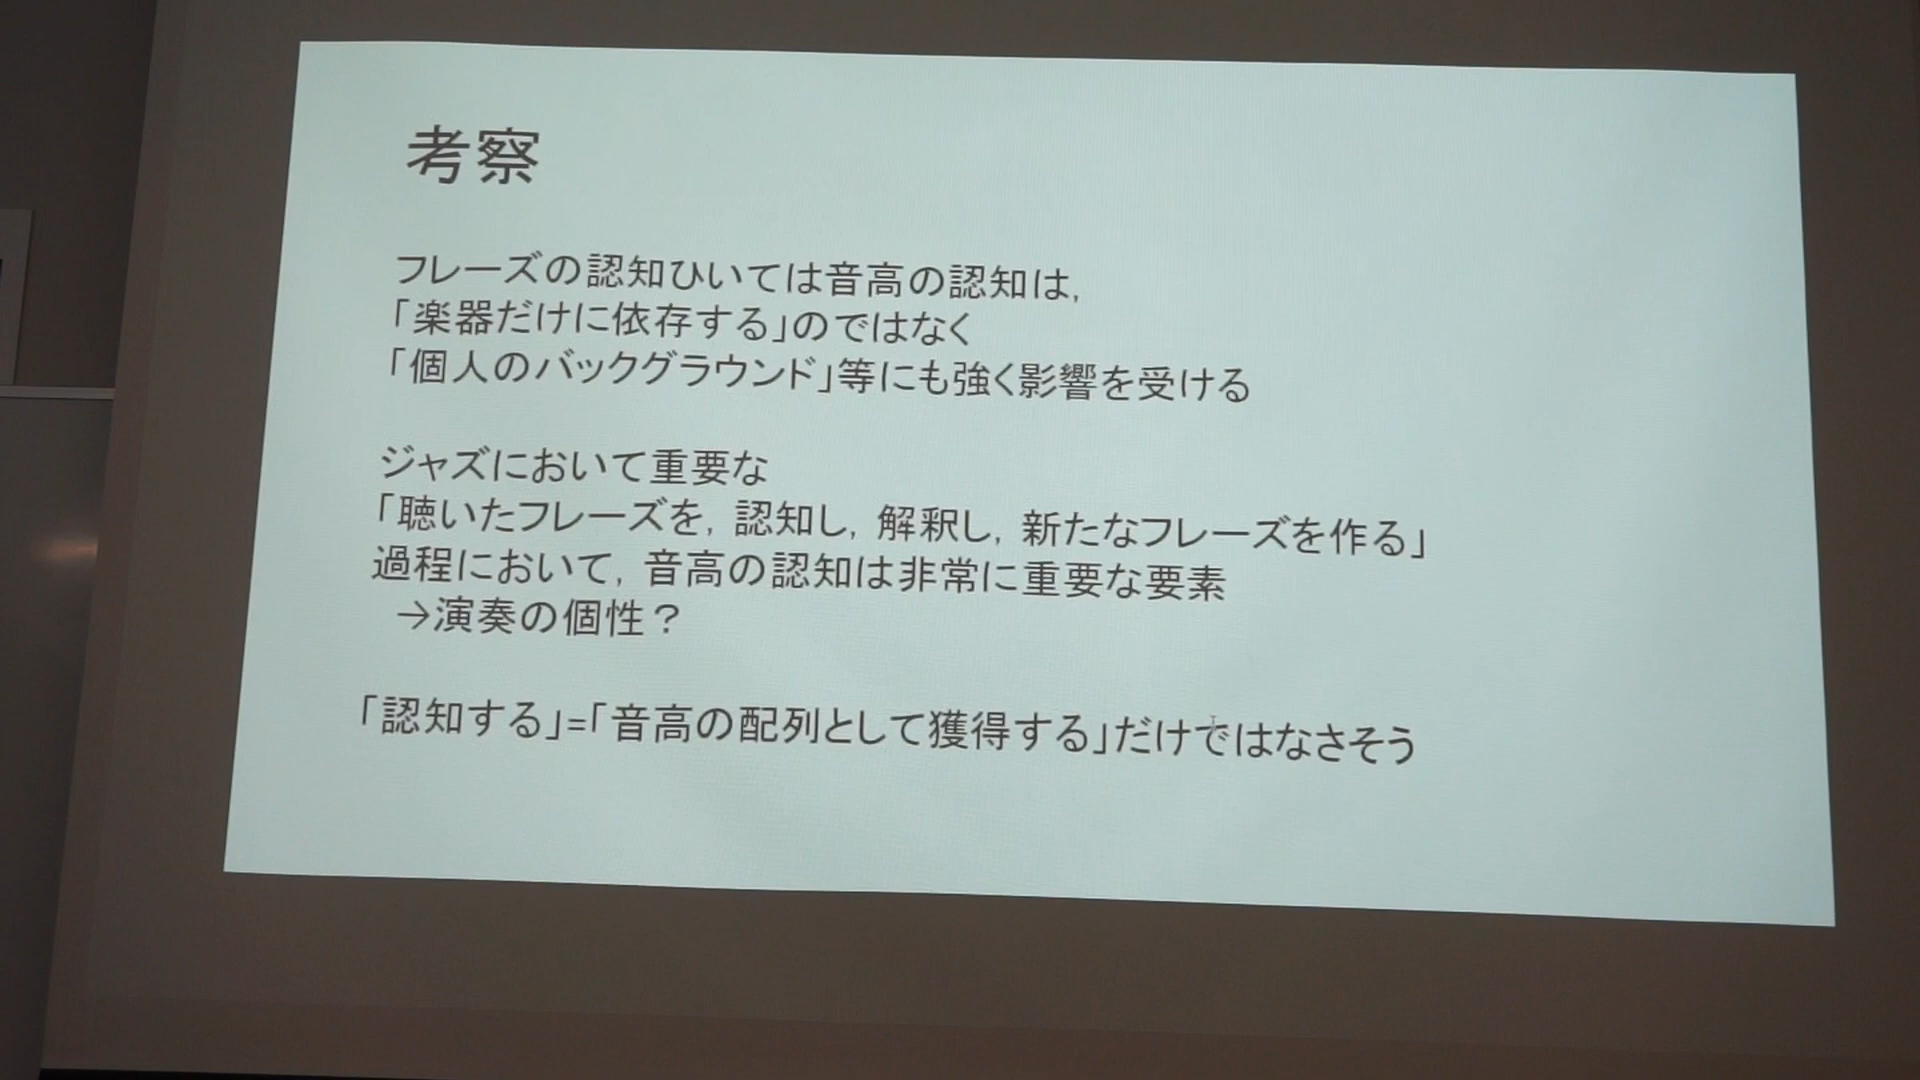 考察
フレーズの認知ひいては音高の認知は,
「楽器だけに依存する」のではなく
「個人のバックグラウンド」等にも強く影響を受ける
ジャズにおいて重要な
「聴いたフレーズを, 認知し, 解釈し, 新たなフレーズを作る」
過程において, 音高の認知は非常に重要な要素
→演奏の個性？
「認知する」=「音高の配列として獲得する」だけではなさそう